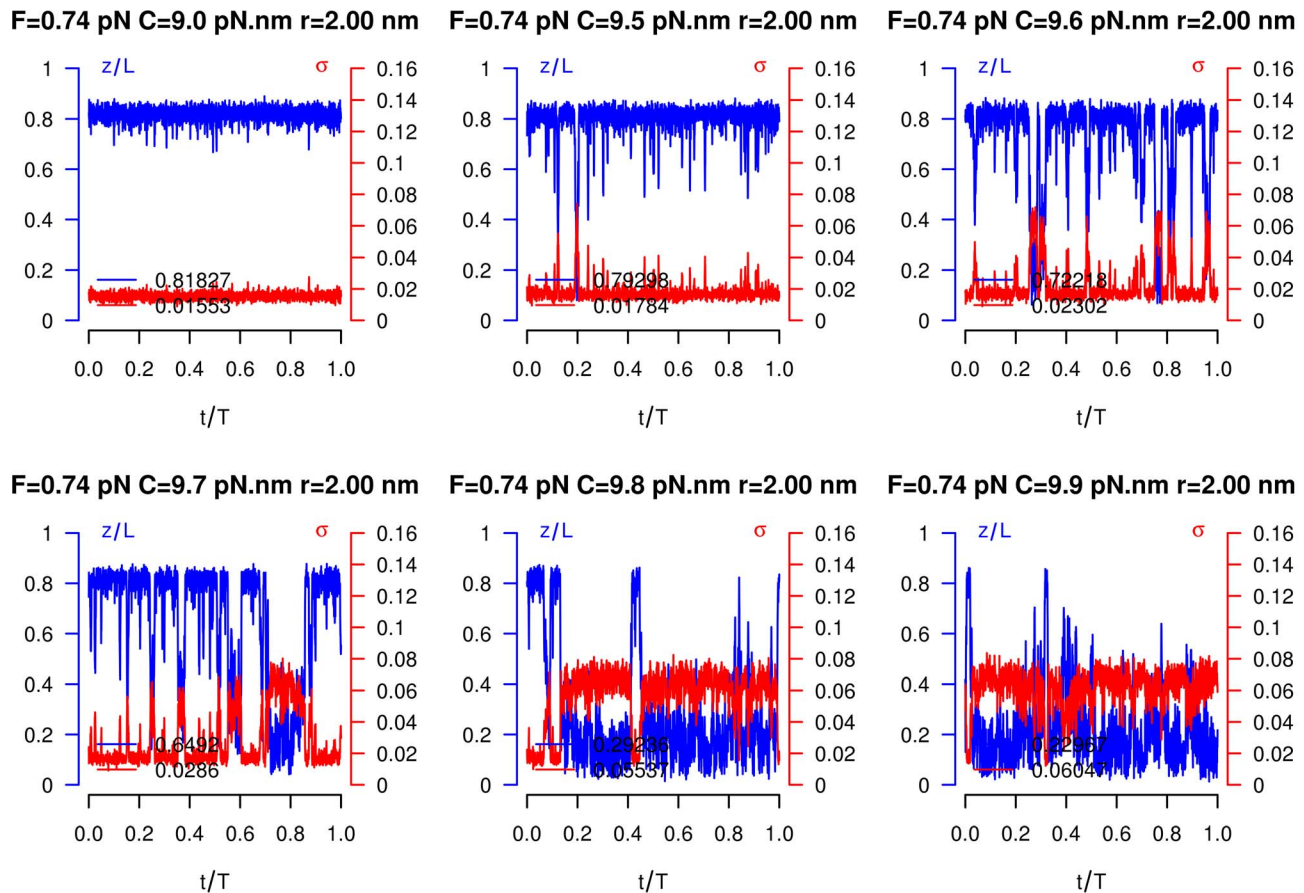 F=0.74 pN C=9.0 pN.nm r=2.00 nm
z/L σ
1 0.8 0.6 0.4 0.2 0
0.16 0.14 0.12 0.1 0.08 0.06 0.04 0.02 0
0.81827
0.01553
0.0 0.2 0.4 0.6 0.8 1.0
t/T
F=0.74 pN C=9.5 pN.nm r=2.00 nm
z/L σ
1 0.8 0.6 0.4 0.2 0
0.16 0.14 0.12 0.1 0.08 0.06 0.04 0.02 0
0.79298
0.01784
0.0 0.2 0.4 0.6 0.8 1.0
t/T
F=0.74 pN C=9.6 pN.nm r=2.00 nm
z/L σ
1 0.8 0.6 0.4 0.2 0
0.16 0.14 0.12 0.1 0.08 0.06 0.04 0.02 0
0.72218
0.02302
0.0 0.2 0.4 0.6 0.8 1.0
t/T
F=0.74 pN C=9.7 pN.nm r=2.00 nm
z/L σ
1 0.8 0.6 0.4 0.2 0
0.16 0.14 0.12 0.1 0.08 0.06 0.04 0.02 0
0.6492
0.0286
0.0 0.2 0.4 0.6 0.8 1.0
t/T
F=0.74 pN C=9.8 pN.nm r=2.00 nm
z/L σ
1 0.8 0.6 0.4 0.2 0
0.16 0.14 0.12 0.1 0.08 0.06 0.04 0.02 0
0.29236
0.05537
0.0 0.2 0.4 0.6 0.8 1.0
t/T
F=0.74 pN C=9.9 pN.nm r=2.00 nm
z/L σ
1 0.8 0.6 0.4 0.2 0
0.16 0.14 0.12 0.1 0.08 0.06 0.04 0.02 0
0.22967
0.06047
0.0 0.2 0.4 0.6 0.8 1.0
t/T